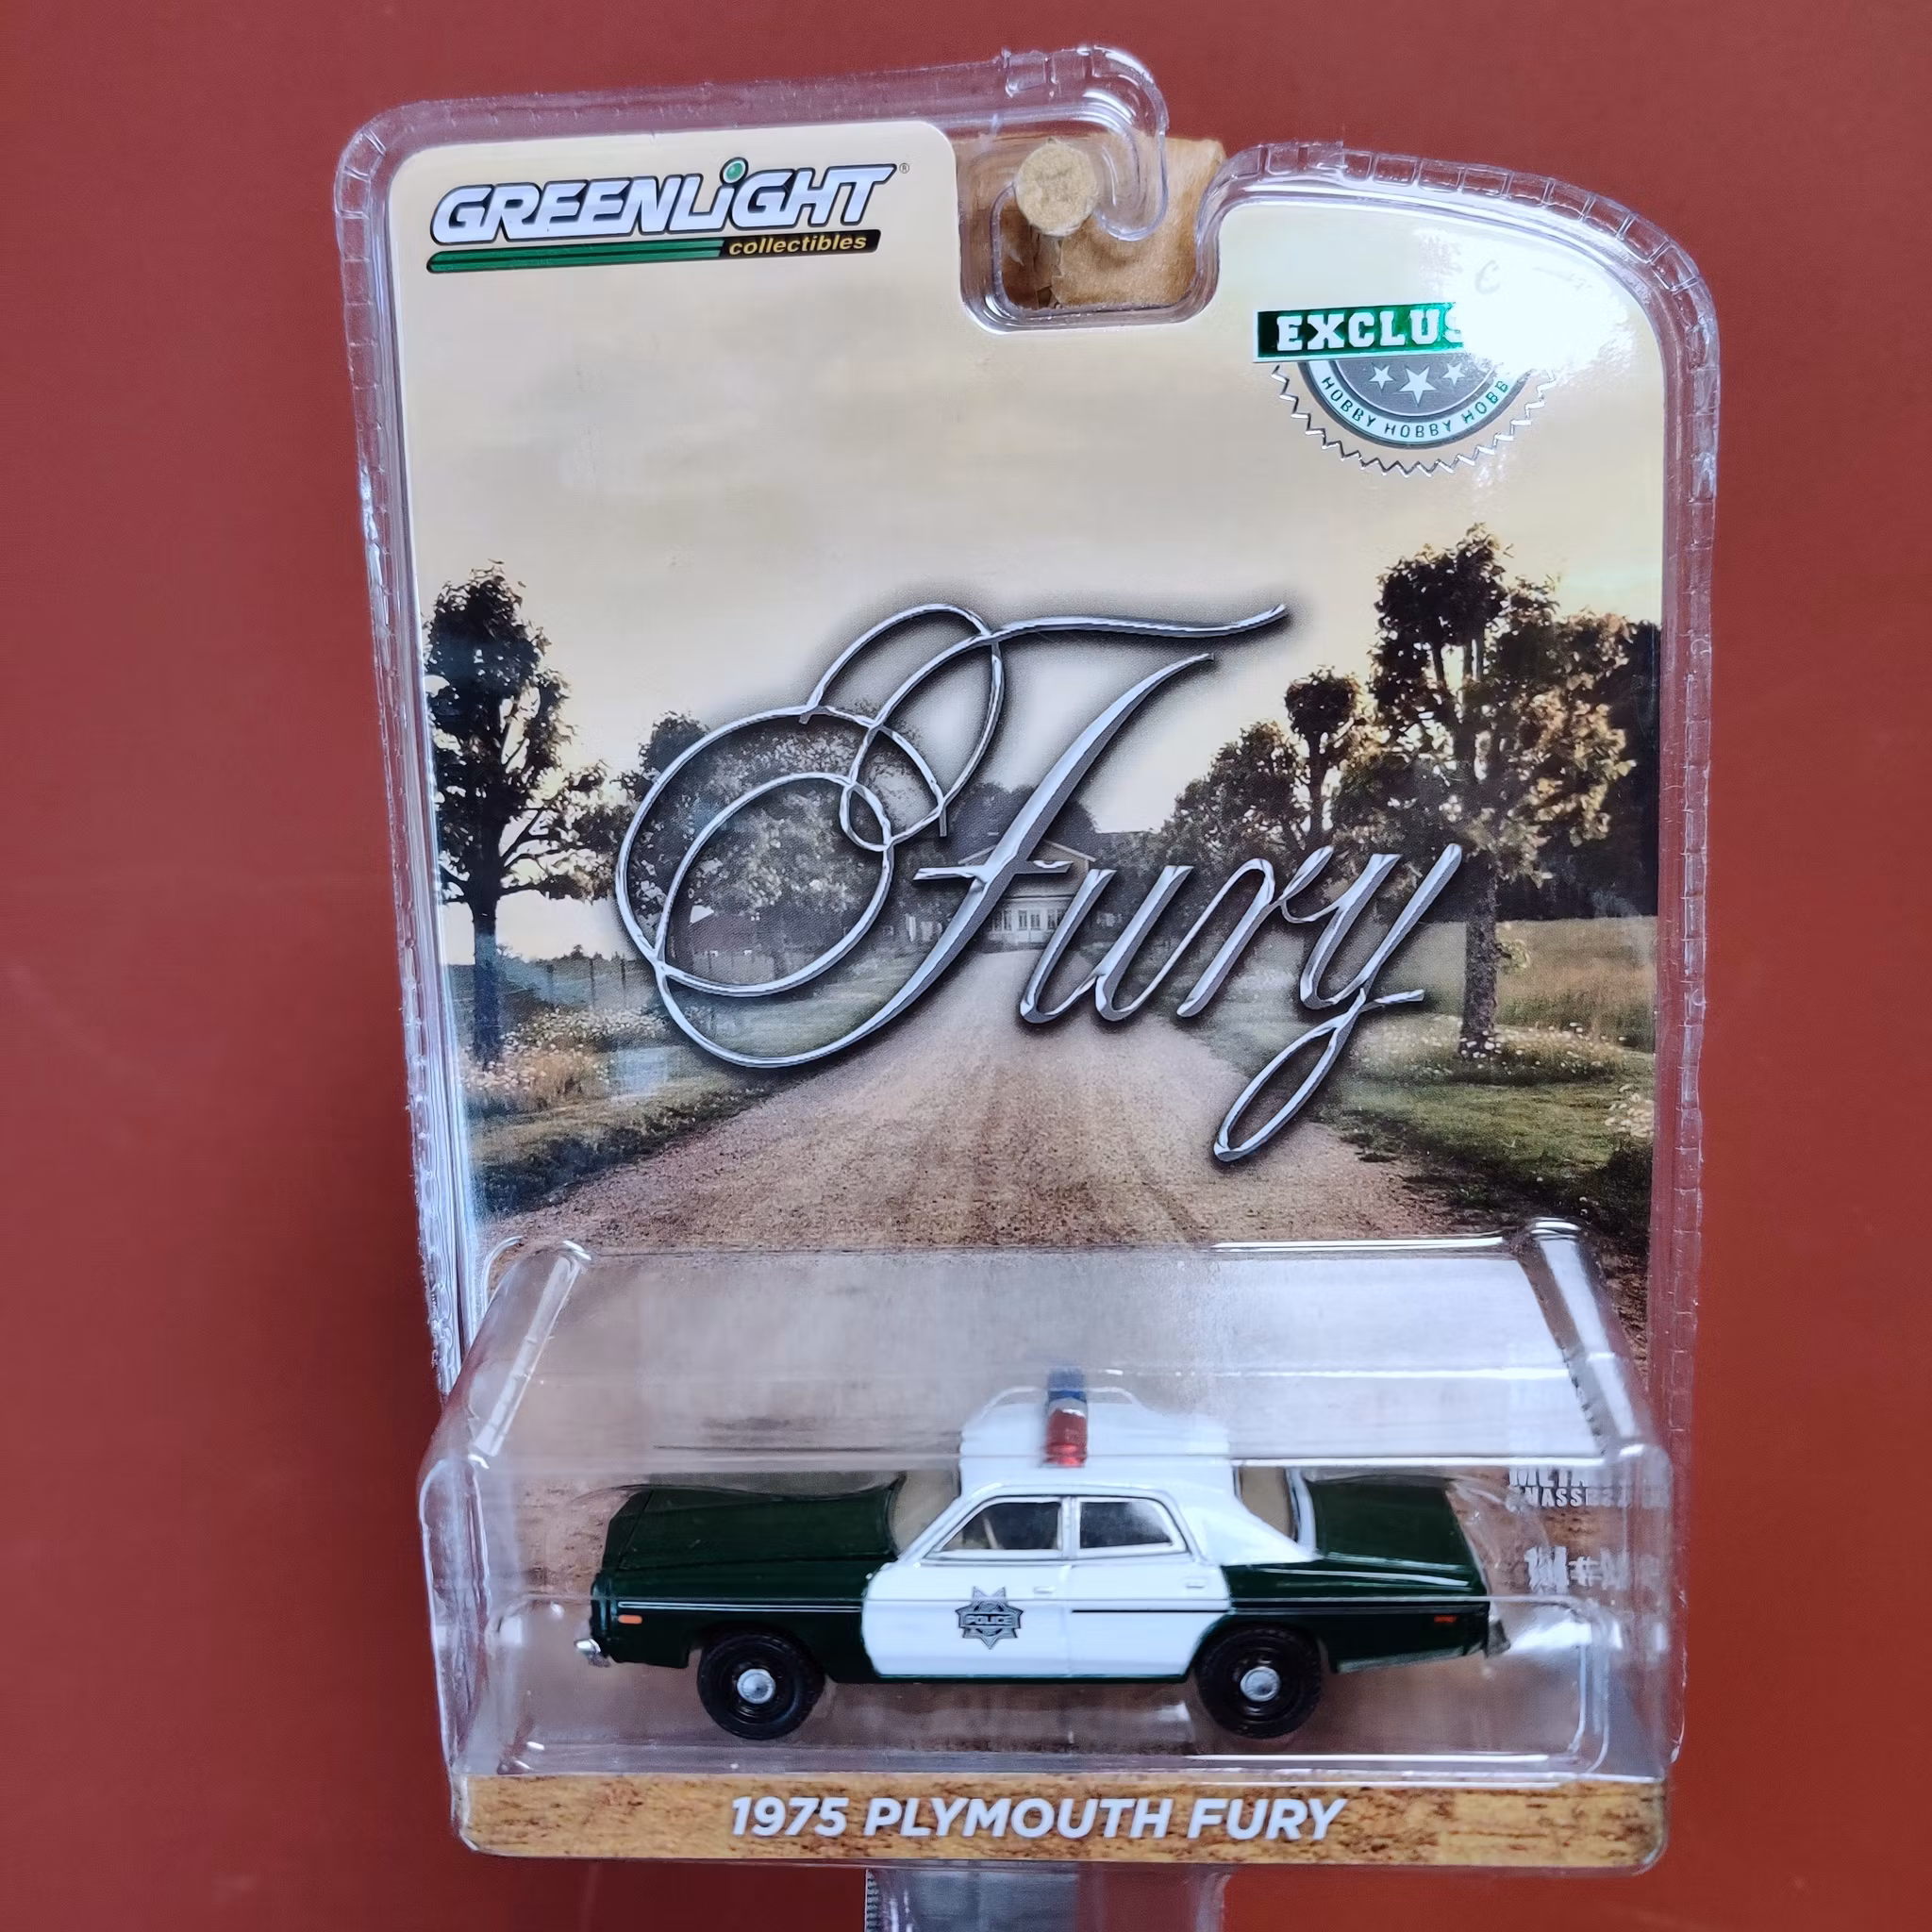 GREENLiGHT®
collectibles
EXCLUS
HOBBY HOBBY HOBB
Fury
POLICE
1975 PLYMOUTH FURY